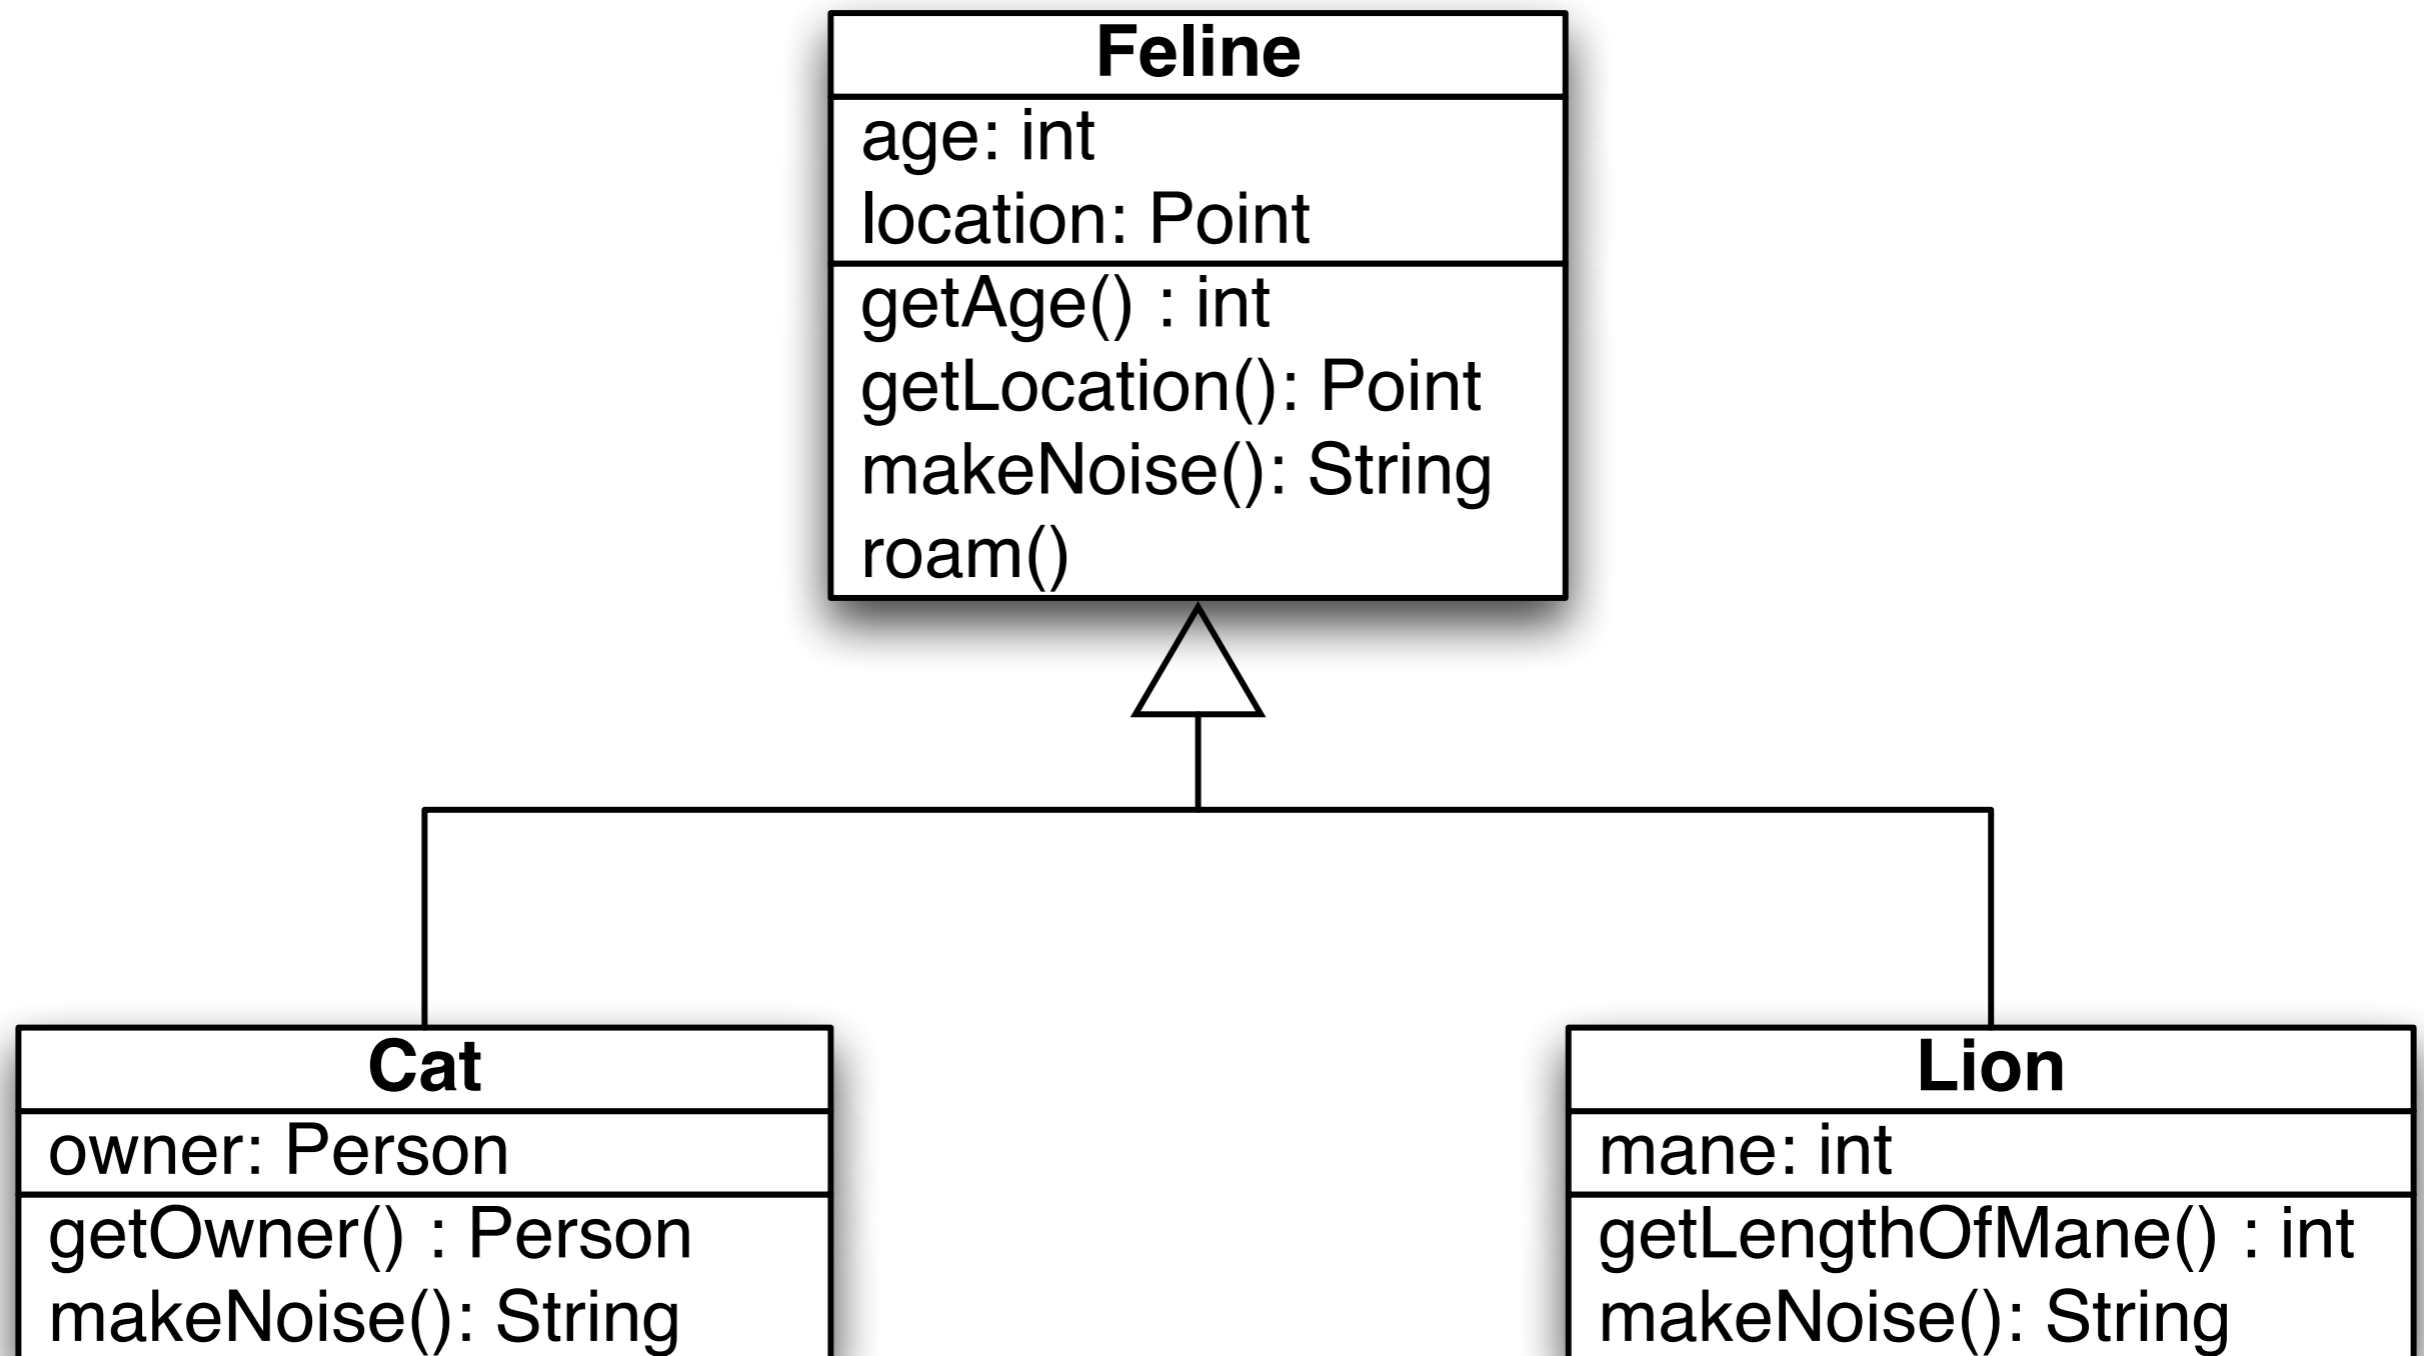 Feline
age: int
location: Point
getAge() : int
getLocation(): Point
makeNoise(): String
roam()
Cat
owner: Person
getOwner() : Person
makeNoise(): String
Lion
mane: int
getLengthOfMane() : int
makeNoise(): String